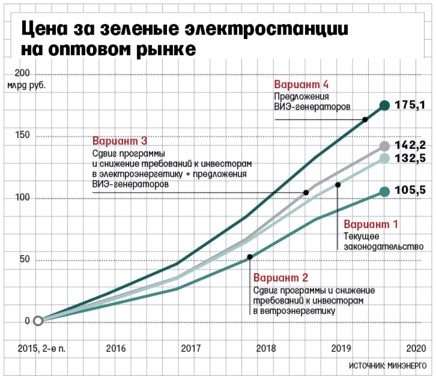 Цена за зеленые электростанции
на оптовом рынке
200
млрд руб.
150
100
50
0
Вариант 4
Предложения
ВИЭ-генераторов
175,1
142,2
132,5
105,5
Вариант 3
Сдвиг программы
и снижение требований к инвесторам
в электроэнергетику + предложения
ВИЭ-генераторов
Вариант 1
Текущее
законодательство
Вариант 2
Сдвиг программы и снижение
требований к инвесторам
в ветроэнергетику
2015, 2-е п.
2016
2017
2018
2019
2020
ИСТОЧНИК: МИНЭНЕРГО